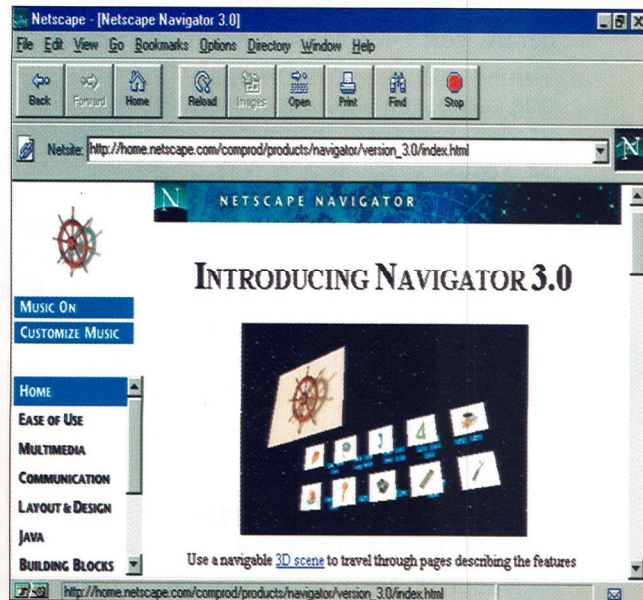 Netscape - [Netscape Navigator 3.0]
File Edit View Go Bookmarks Options Directory Window Help
Back Forward Home Reload Images Open Print Find Stop
Netsite: http://home.netscape.com/comprod/products/navigator/version_3.0/index.html
N
N NETSCAPE NAVIGATOR
INTRODUCING NAVIGATOR 3.0
MUSIC ON
CUSTOMIZE MUSIC
HOME
EASE OF USE
MULTIMEDIA
COMMUNICATION
LAYOUT & DESIGN
JAVA
BUILDING BLOCKS
Use a navigable 3D scene to travel through pages describing the features
http://home.netscape.com/comprod/products/navigator/version_3.0/index.html